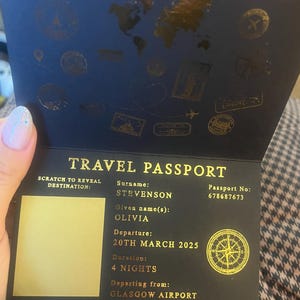 TRAVEL PASSPORT
SCRATCH TO REVEAL
DESTINATION:
Surname:
STEVENSON
Passport No:
678687673
Given name(s):
OLIVIA
Departure:
20TH MARCH 2025
Duration:
4 NIGHTS
Departing from:
GLASGOW AIRPORT